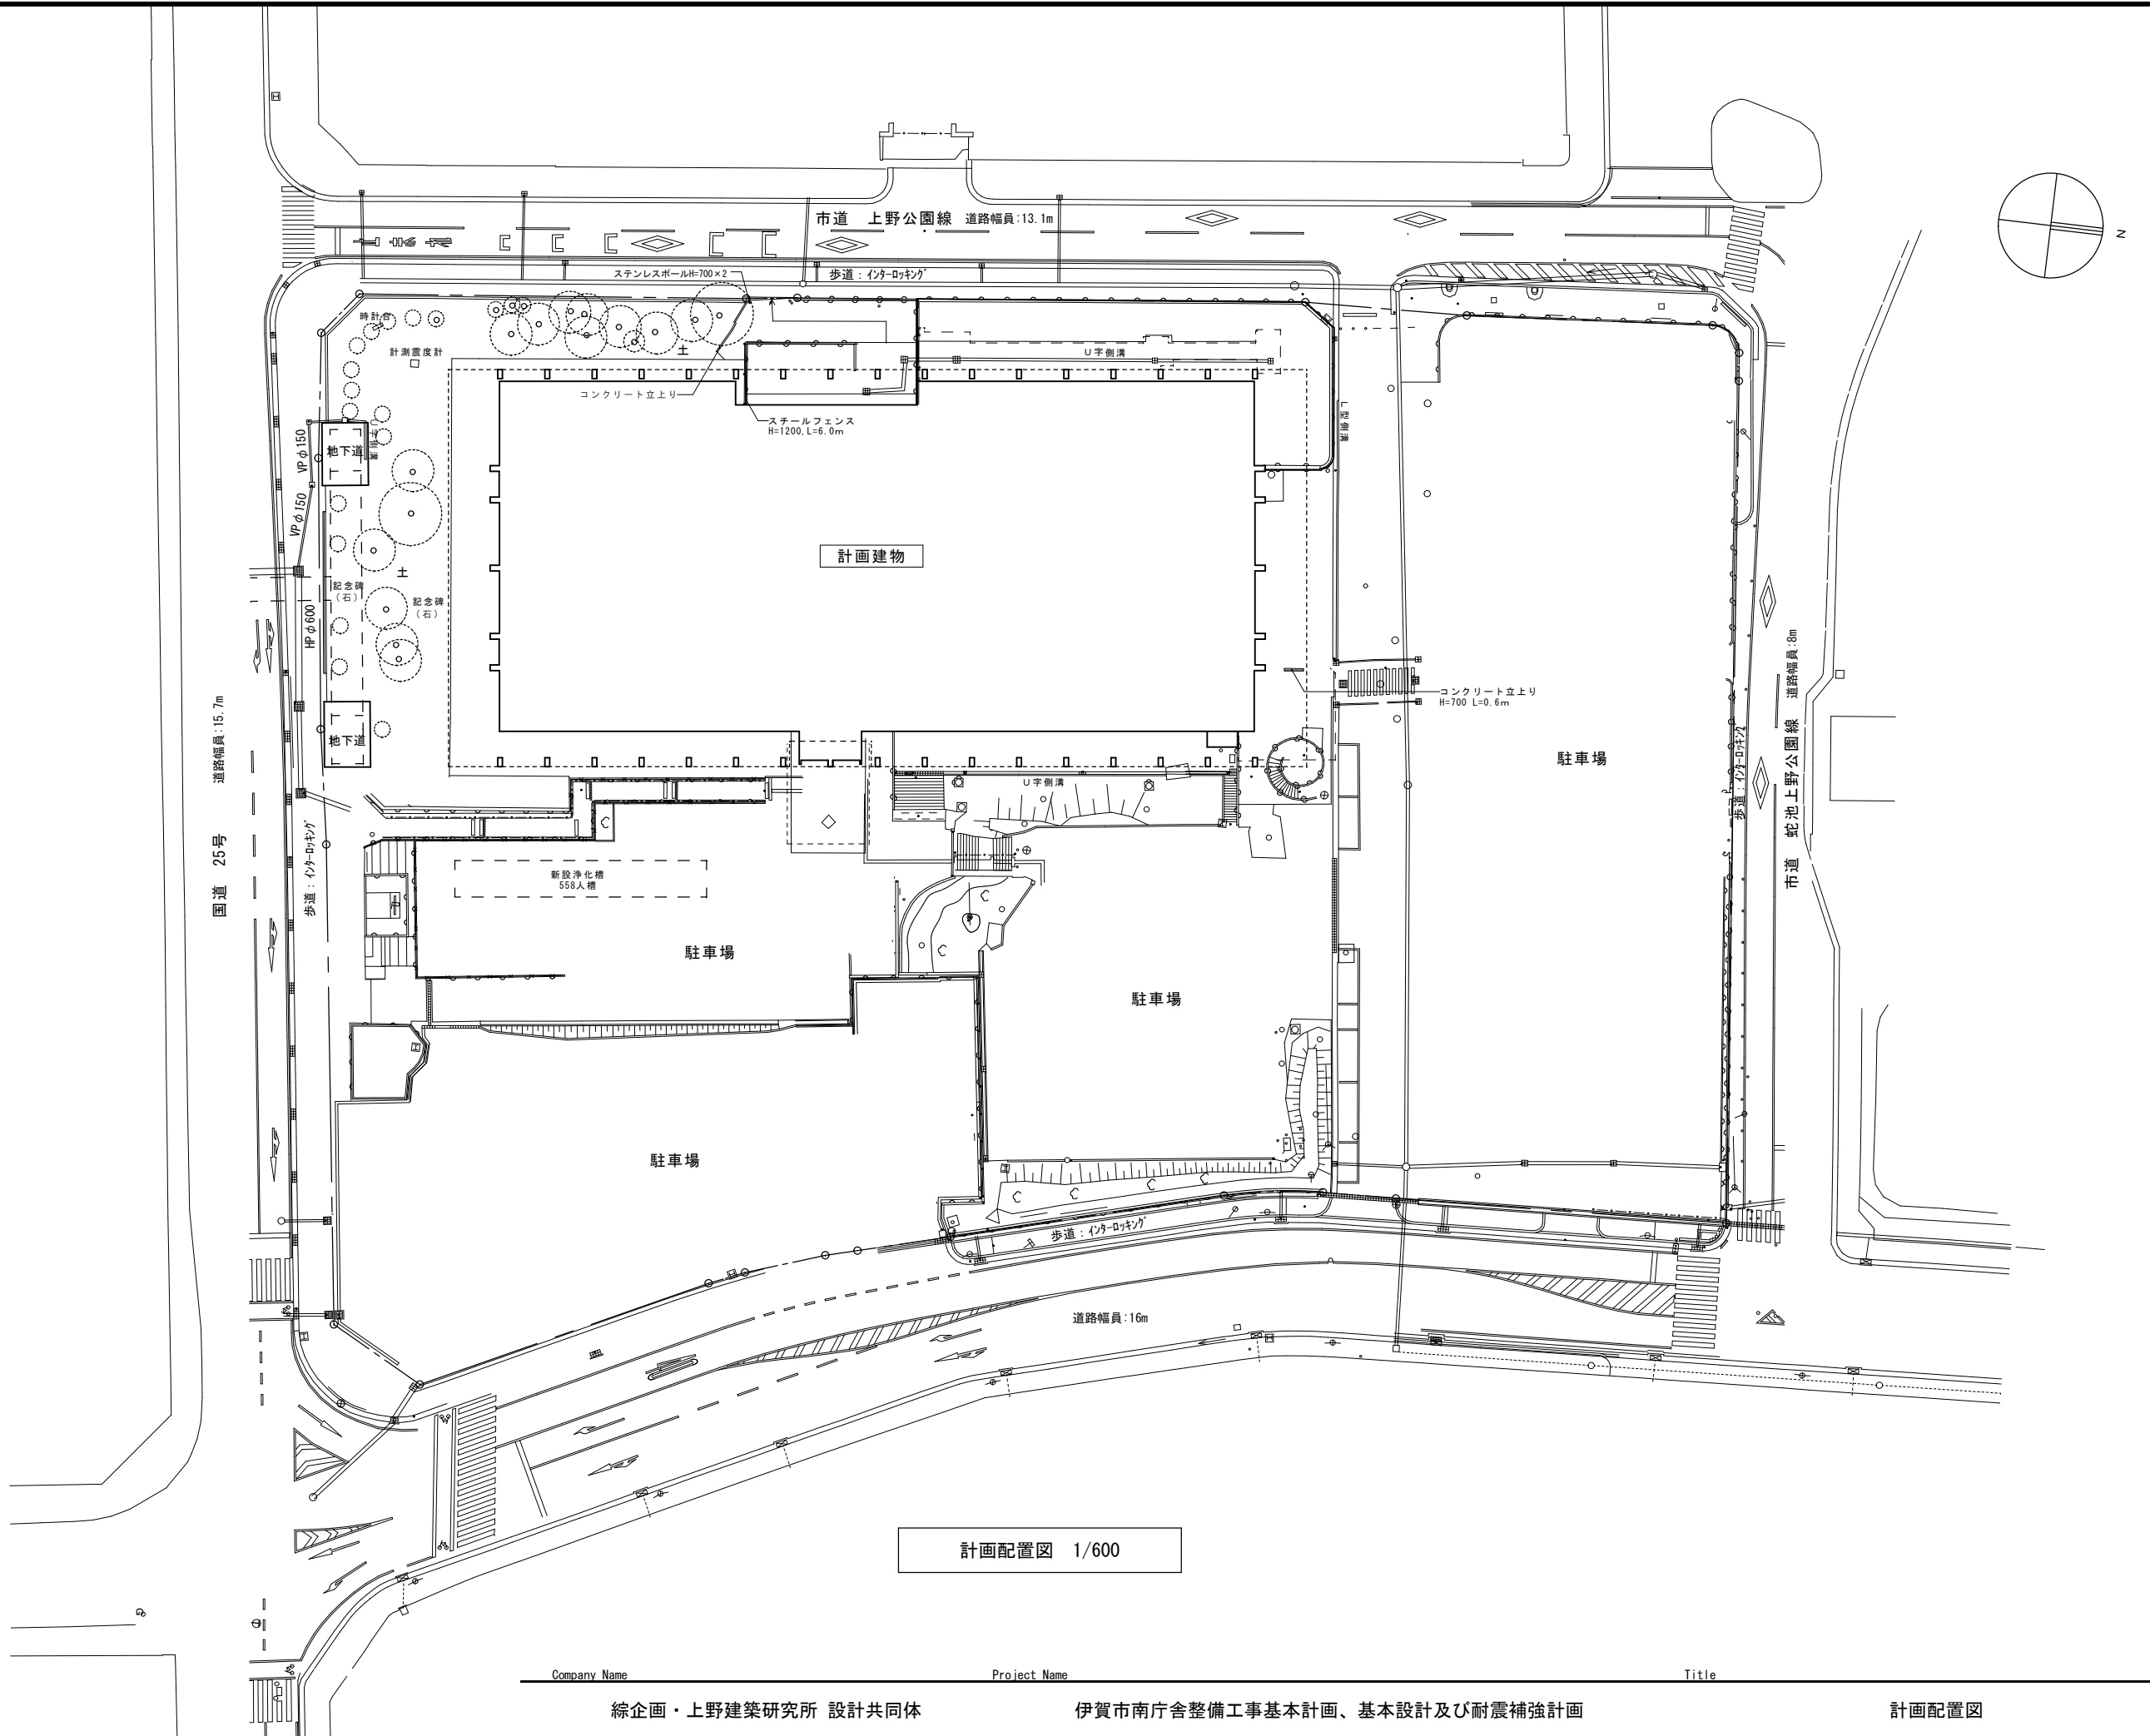 市道　上野公園線　道路幅員:13.1m
ステンレスポールH=700×2
歩道：インターロッキング
時計台
計測震度計
土
U字側溝
コンクリート立上り
スチールフェンス
H=1200,L=6.0m
L型側溝
U字側溝
地下道
VPφ150
VPφ150
計画建物
土
記念碑
（石）
記念碑
（石）
HPφ600
コンクリート立上り
H=700 L=0.6m
地下道
駐車場
国道　25号　　道路幅員:15.7m
歩道：インターロッキング
U字側溝
市道　蛇池上野公園線　道路幅員:8m
歩道：インターロッキング
新設浄化槽
558人槽
駐車場
駐車場
駐車場
歩道：インターロッキング
道路幅員:16m
N
計画配置図　1/600
Company Name
Project Name
Title
綜企画・上野建築研究所 設計共同体
伊賀市南庁舎整備工事基本計画、基本設計及び耐震補強計画
計画配置図